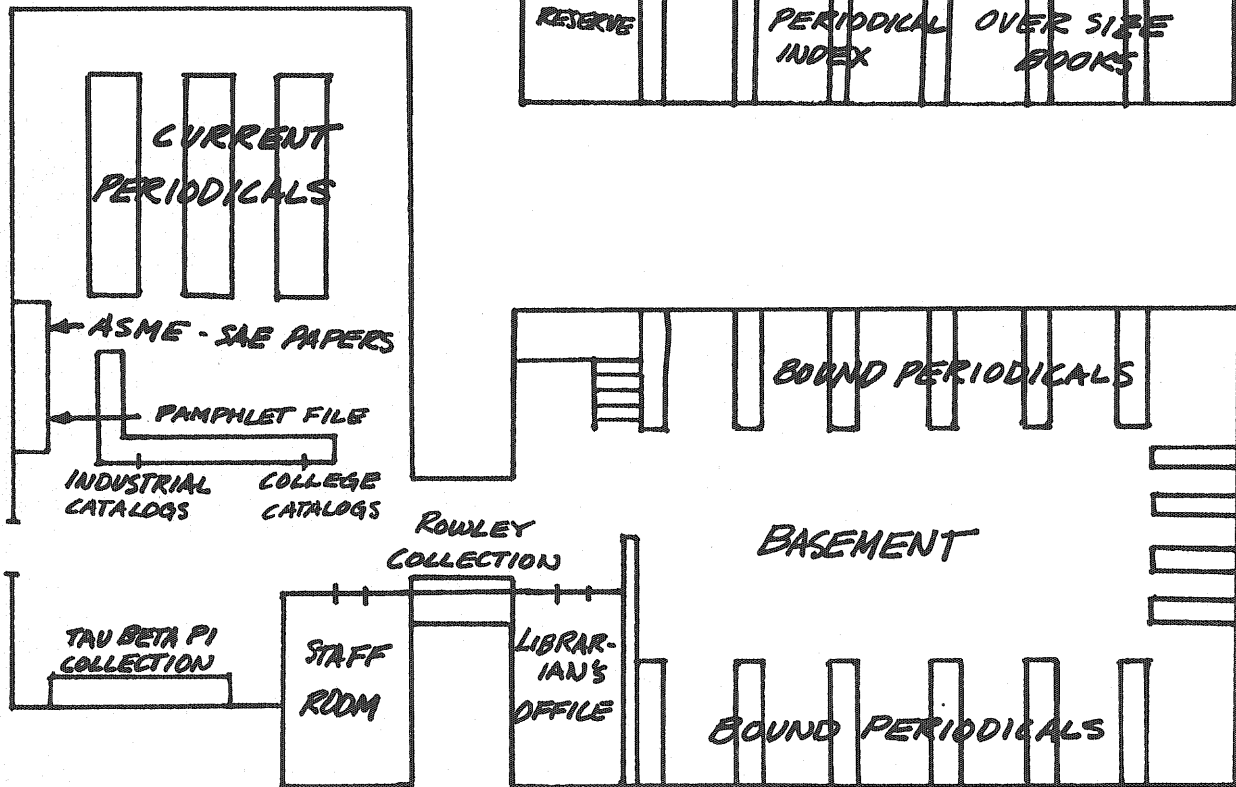 RESERVE
PERIODICAL
INDEX
OVER SIZE
BOOKS
CURRENT
PERIODICALS
ASME - SAE PAPERS
PAMPHLET FILE
INDUSTRIAL
CATALOGS
COLLEGE
CATALOGS
BOUND PERIODICALS
ROWLEY
COLLECTION
BASEMENT
TAU BETA PI
COLLECTION
STAFF
ROOM
LIBRAR-
IAN'S
OFFICE
BOUND PERIODICALS